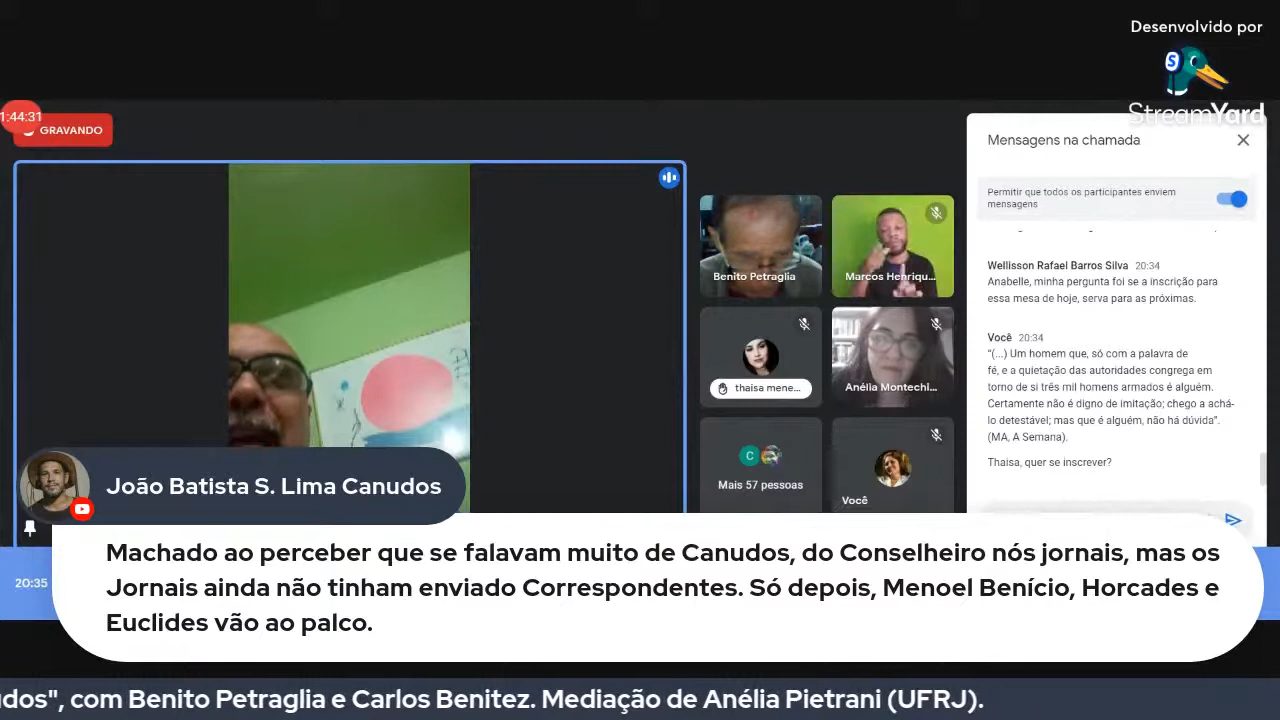 Desenvolvido por
StreamYard
1:44:31
GRAVANDO
Mensagens na chamada
Permitir que todos os participantes enviem
mensagens
Wellisson Rafael Barros Silva 20:34
Anabelle, minha pergunta foi se a inscrição para
essa mesa de hoje, serva para as próximas.
Você 20:34
"(...) Um homem que, só com a palavra de
fé, e a quietação das autoridades congrega em
torno de si três mil homens armados é alguém.
Certamente não é digno de imitação; chego a achá-
lo detestável; mas que é alguém, não há dúvida".
(MA, A Semana).
Thaisa, quer se inscrever?
Benito Petraglia
Marcos Henriqu...
thaisa mene...
Anélia Montechi...
C
Mais 57 pessoas
Você
João Batista S. Lima Canudos
20:35
Machado ao perceber que se falavam muito de Canudos, do Conselheiro nós jornais, mas os
Jornais ainda não tinham enviado Correspondentes. Só depois, Menoel Benício, Horcades e
Euclides vão ao palco.
udos", com Benito Petraglia e Carlos Benitez. Mediação de Anélia Pietrani (UFRJ).